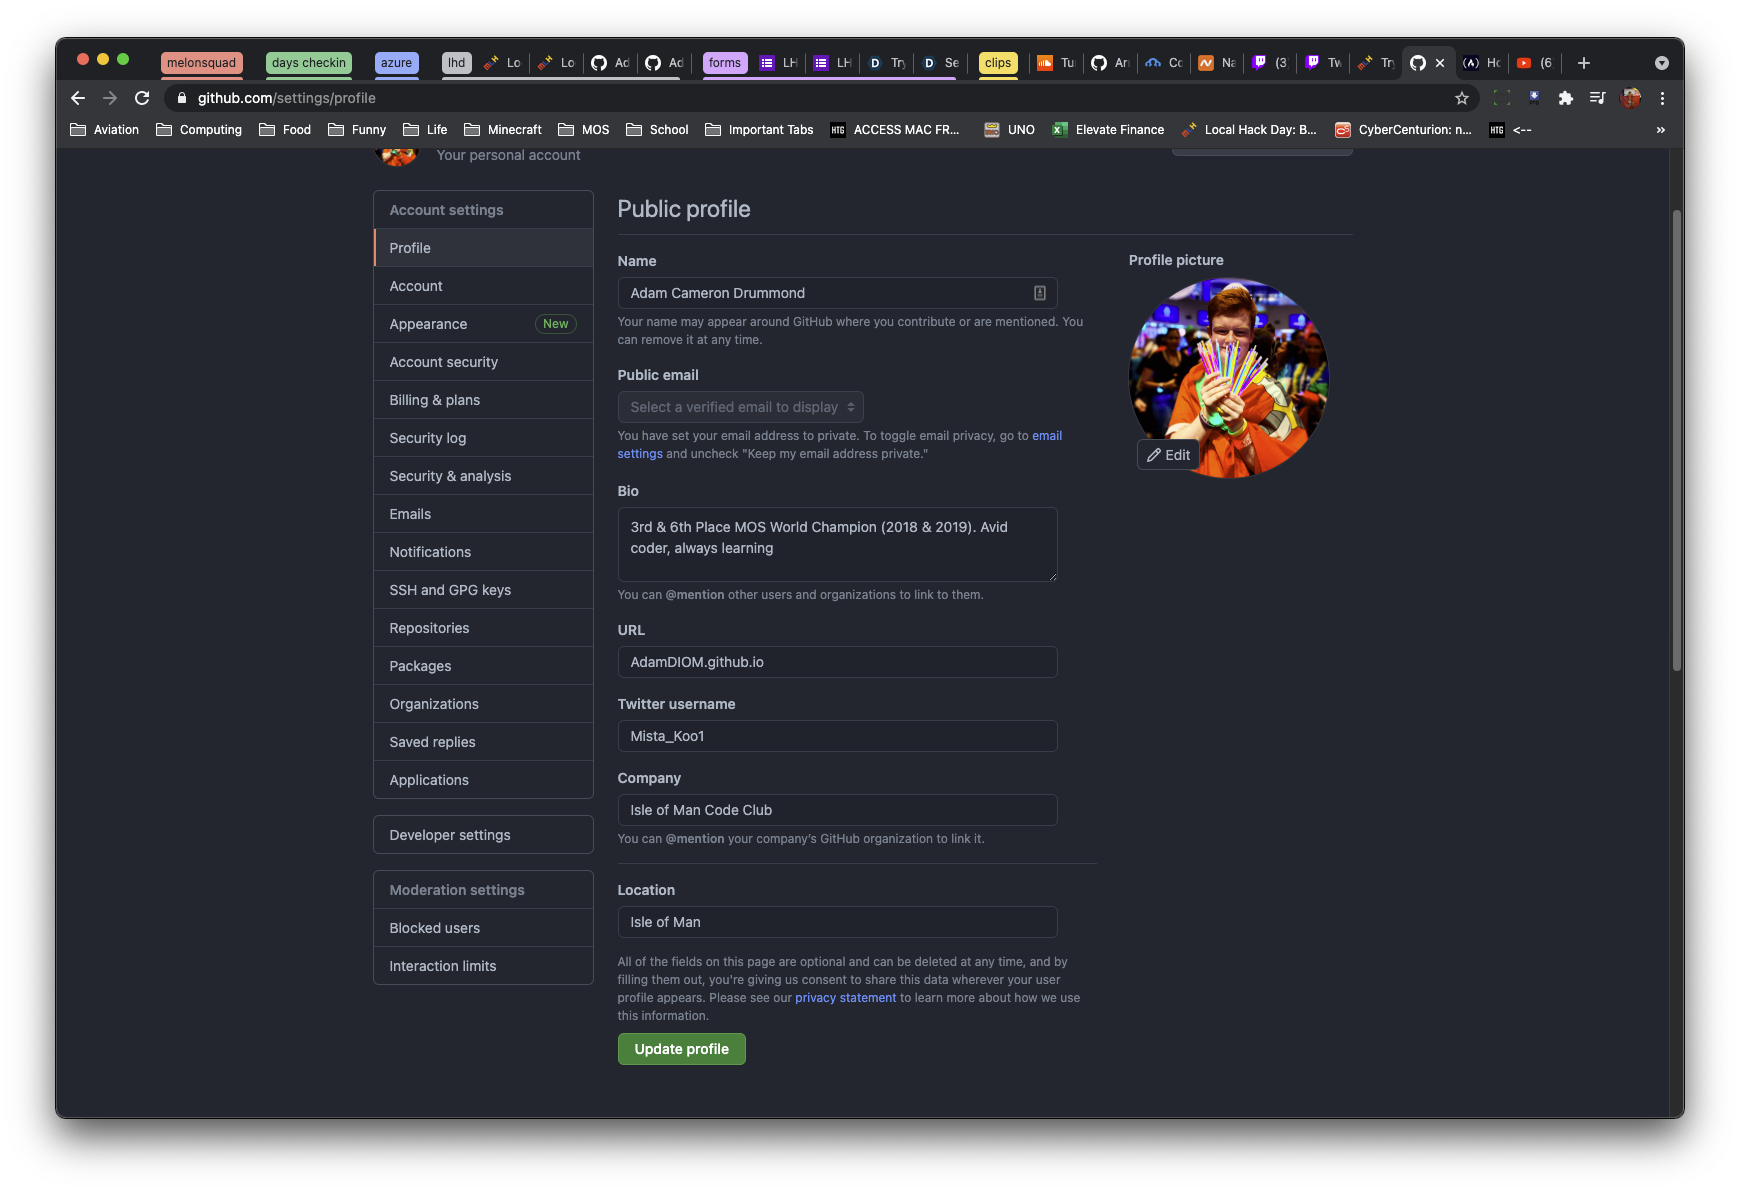 melonsquad
days checkin
azure
lhd
Lo
Lo
Ad
Ad
forms
LH
LH
Try
Se
clips
Tu
Co
Na
(3
Tw
Try
Ho
(6
github.com/settings/profile
Aviation
Computing
Food
Funny
Life
Minecraft
MOS
School
Important Tabs
HTG
ACCESS MAC FR...
UNO
Elevate Finance
Local Hack Day: B...
CyberCenturion: n...
HTG
<--
»
Your personal account
Account settings
Profile
Account
Appearance
New
Account security
Billing & plans
Security log
Security & analysis
Emails
Notifications
SSH and GPG keys
Repositories
Packages
Organizations
Saved replies
Applications
Developer settings
Moderation settings
Blocked users
Interaction limits
Public profile
Name
Adam Cameron Drummond
Your name may appear around GitHub where you contribute or are mentioned. You
can remove it at any time.
Public email
Select a verified email to display
You have set your email address to private. To toggle email privacy, go to email
settings and uncheck "Keep my email address private."
Bio
3rd & 6th Place MOS World Champion (2018 & 2019). Avid
coder, always learning
You can @mention other users and organizations to link to them.
URL
AdamDIOM.github.io
Twitter username
Mista_Koo1
Company
Isle of Man Code Club
You can @mention your company's GitHub organization to link it.
Location
Isle of Man
All of the fields on this page are optional and can be deleted at any time, and by
filling them out, you're giving us consent to share this data wherever your user
profile appears. Please see our privacy statement to learn more about how we use
this information.
Update profile
Profile picture
Edit